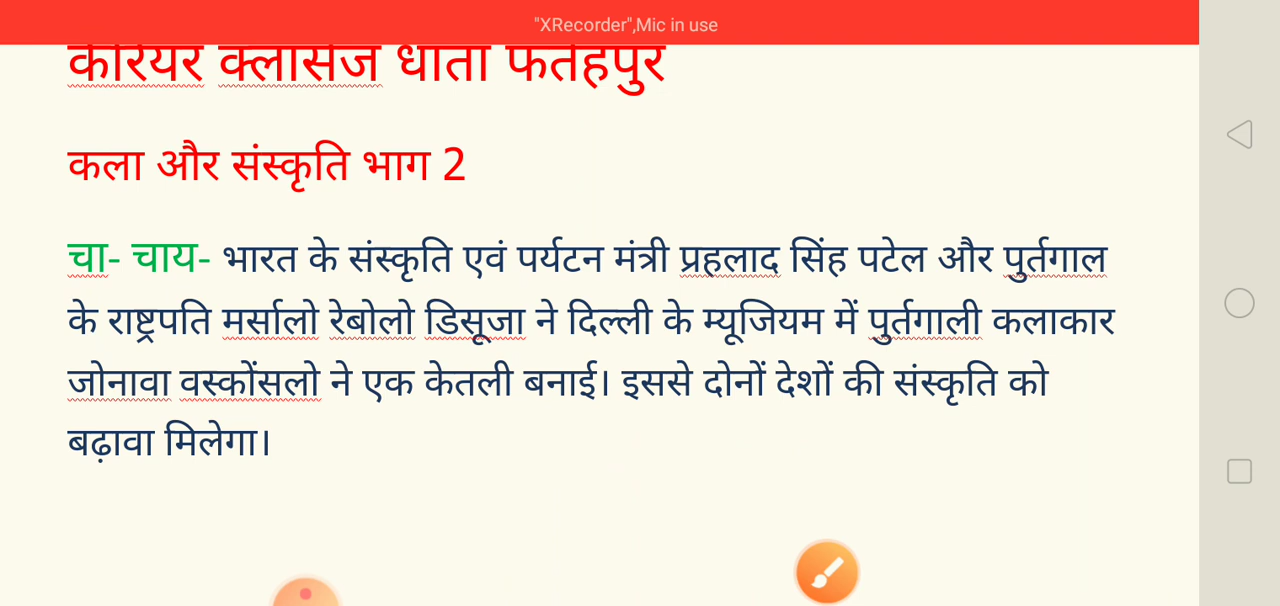 "XRecorder",Mic in use
केरियर क्लासेज धाता फतेहपुर
कला और संस्कृति भाग 2
चा- चाय- भारत के संस्कृति एवं पर्यटन मंत्री प्रहलाद सिंह पटेल और पुर्तगाल
के राष्ट्रपति मर्सालो रेबोलो डिसूजा ने दिल्ली के म्यूजियम में पुर्तगाली कलाकार
जोनावा वस्कोंसलो ने एक केतली बनाई। इससे दोनों देशों की संस्कृति को
बढ़ावा मिलेगा।